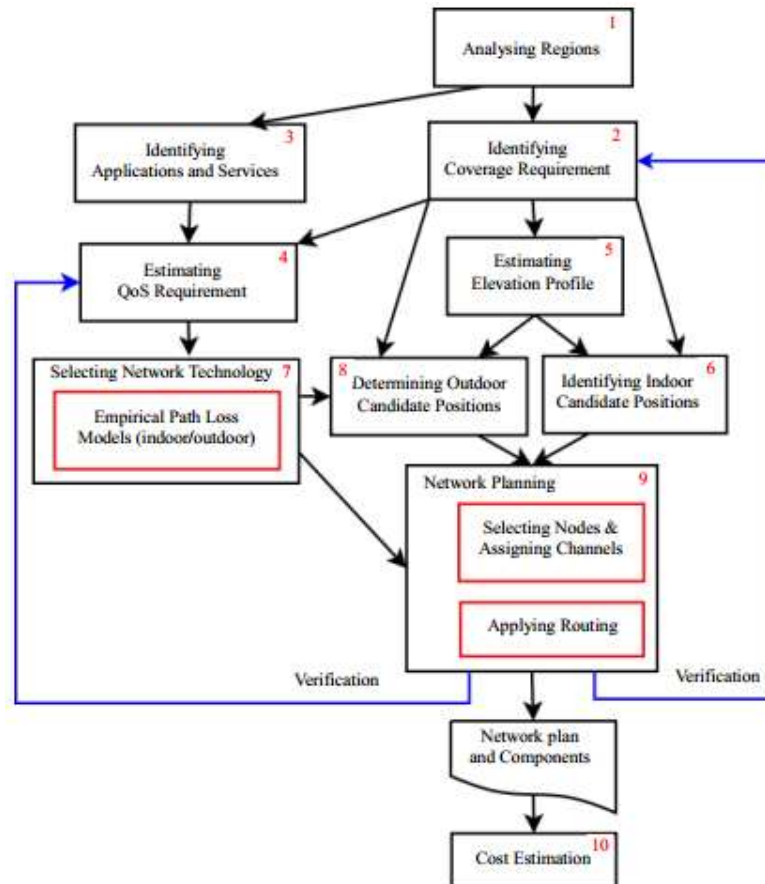 1
Analysing Regions
3
Identifying
Applications and Services
2
Identifying
Coverage Requirement
4
Estimating
QoS Requirement
5
Estimating
Elevation Profile
Selecting Network Technology 7
Empirical Path Loss
Models (indoor/outdoor)
8
Determining Outdoor
Candidate Positions
6
Identifying Indoor
Candidate Positions
9
Network Planning
Selecting Nodes &
Assigning Channels
Applying Routing
Verification
Verification
Network plan
and Components
10
Cost Estimation